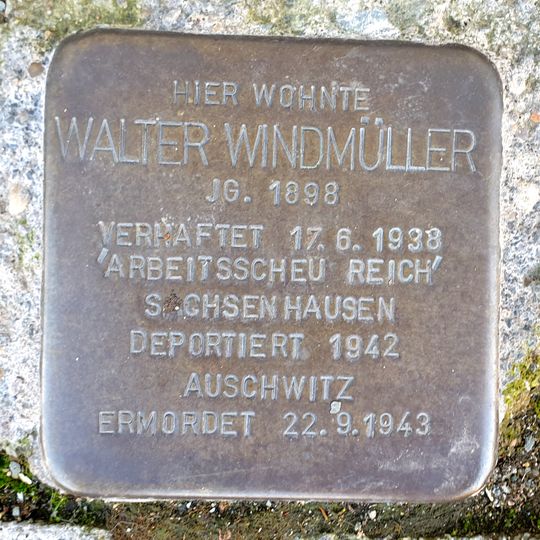 HIER WOHNTE
WALTER WINDMÜLLER
JG. 1898
VERHAFTET 17.6.1938
'ARBEITSSCHEU REICH'
SACHSENHAUSEN
DEPORTIERT 1942
AUSCHWITZ
ERMORDET 22.9.1943